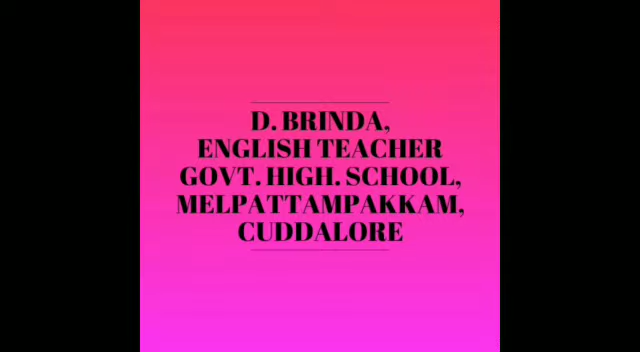 D. BRINDA,
ENGLISH TEACHER
GOVT. HIGH. SCHOOL,
MELPATTAMPAKKAM,
CUDDALORE